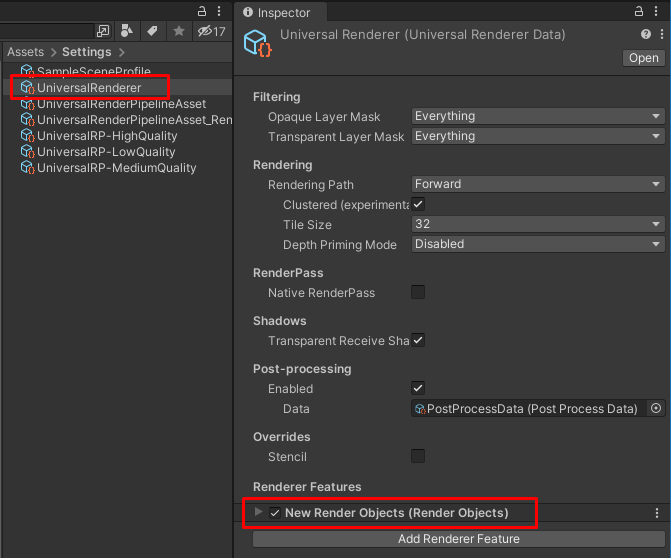 17
Assets > Settings >
SampleSceneProfile
UniversalRenderer
UniversalRenderPipelineAsset
UniversalRenderPipelineAsset_Ren
UniversalRP-HighQuality
UniversalRP-LowQuality
UniversalRP-MediumQuality
Inspector
Universal Renderer (Universal Renderer Data)
Open
Filtering
Opaque Layer Mask Everything
Transparent Layer Mask Everything
Rendering
Rendering Path Forward
Clustered (experimenta
Tile Size 32
Depth Priming Mode Disabled
RenderPass
Native RenderPass
Shadows
Transparent Receive Sha
Post-processing
Enabled
Data PostProcessData (Post Process Data)
Overrides
Stencil
Renderer Features
New Render Objects (Render Objects)
Add Renderer Feature